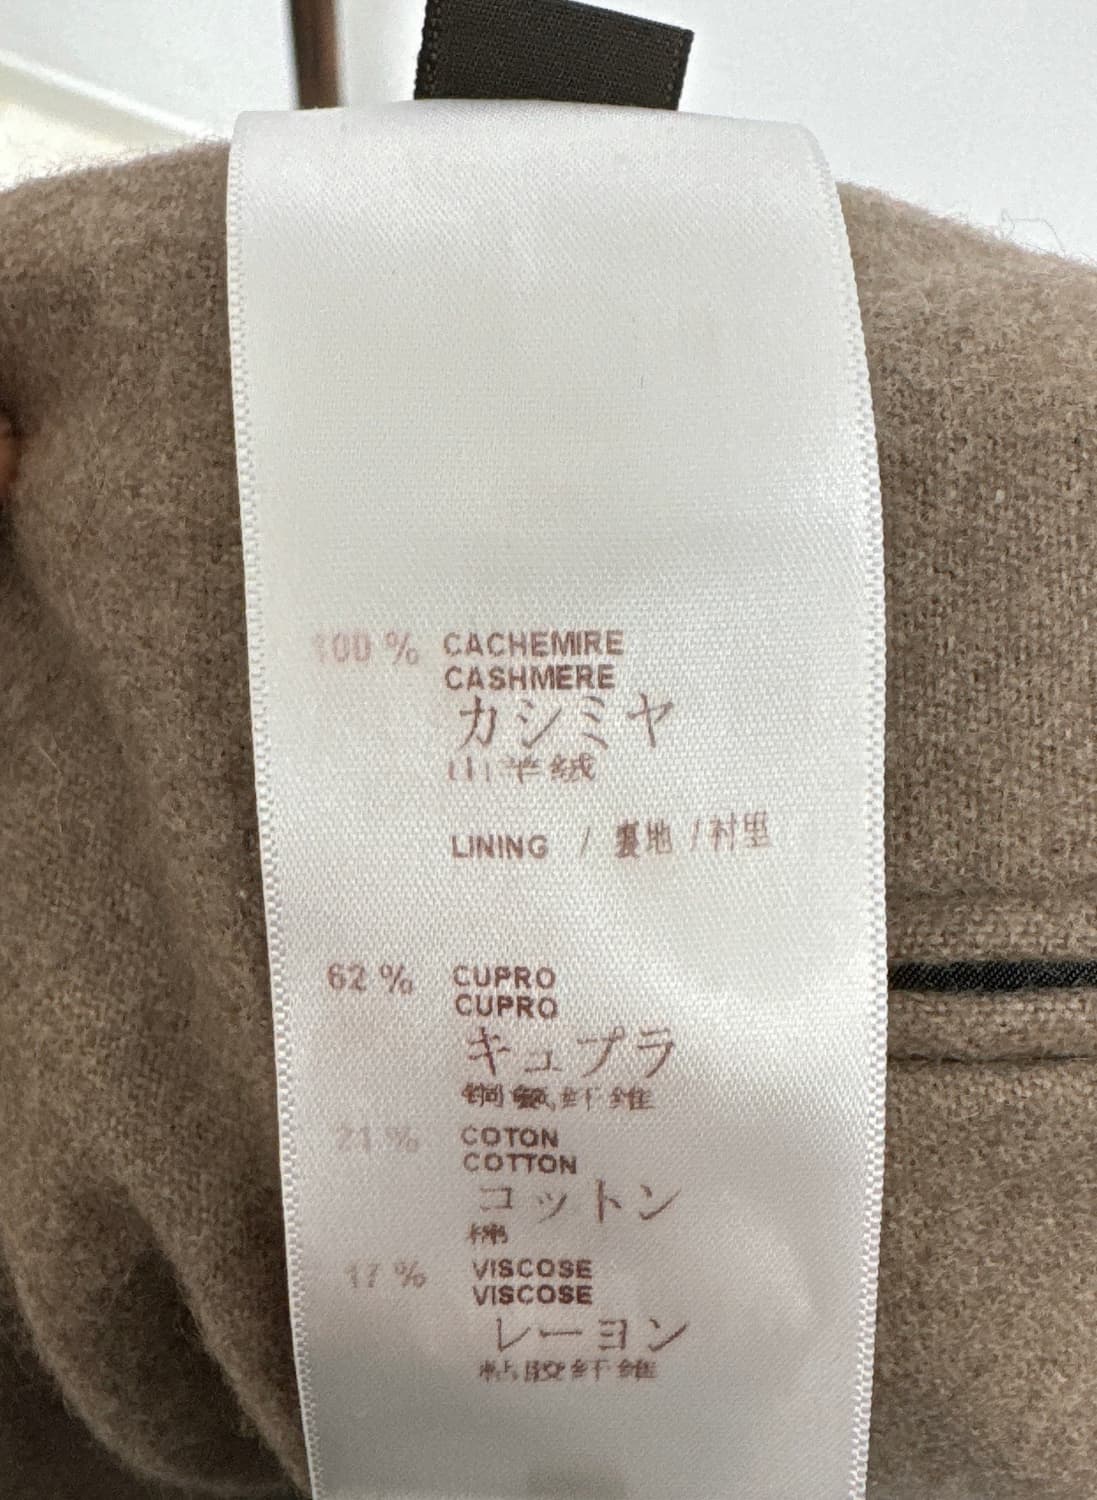 100 % CACHEMIRE
CASHMERE
カシミヤ
山羊绒
LINING / 裏地 / 衬里
62 % CUPRO
CUPRO
キュプラ
铜氨纤维
21 % COTON
COTTON
コットン
棉
17 % VISCOSE
VISCOSE
レーヨン
粘胶纤维